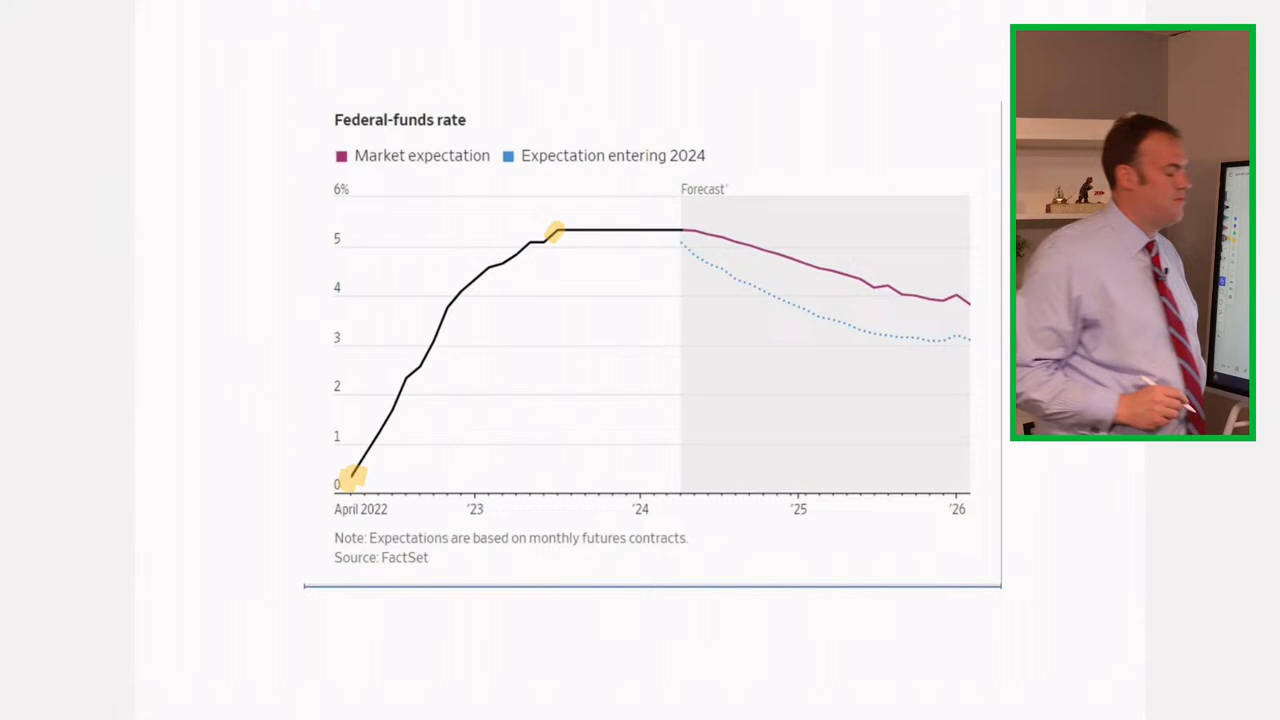 Federal-funds rate
Market expectation Expectation entering 2024
6% Forecast*
5
4
3
2
1
0
April 2022 '23 '24 '25 '26
Note: Expectations are based on monthly futures contracts.
Source: FactSet